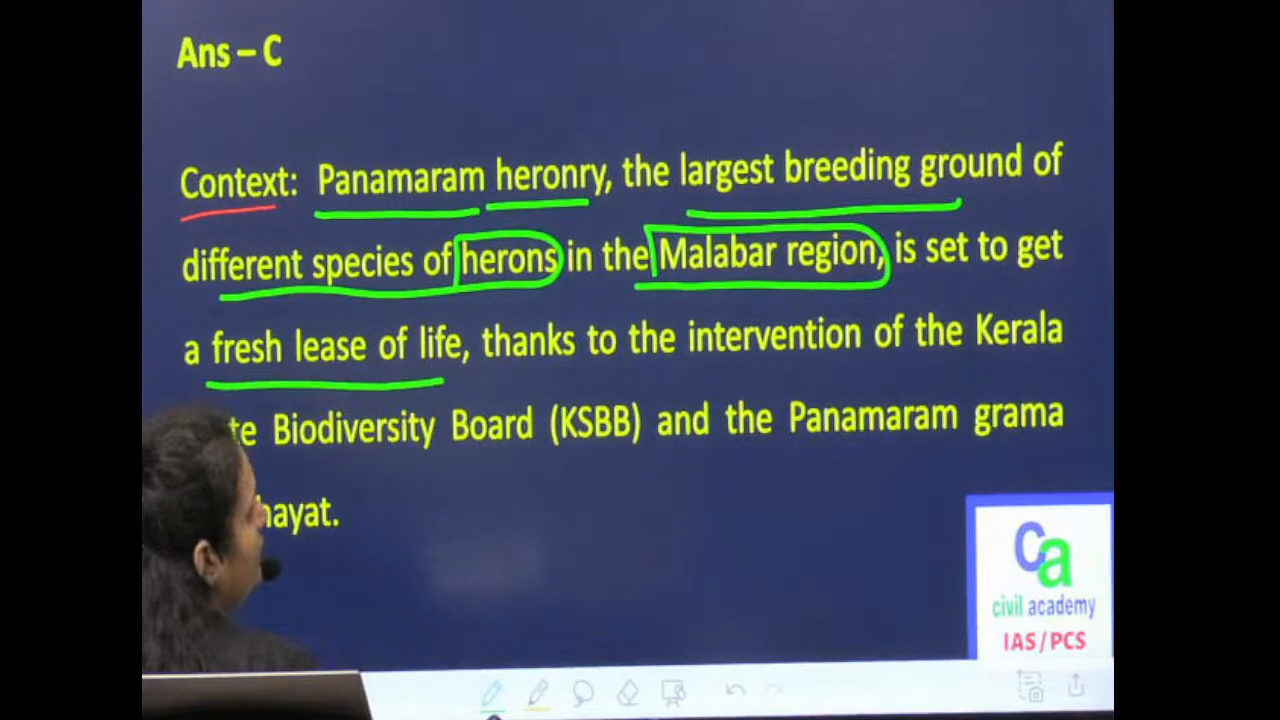 Ans – C
Context: Panamaram heronry, the largest breeding ground of
different species of herons in the Malabar region, is set to get
a fresh lease of life, thanks to the intervention of the Kerala
te Biodiversity Board (KSBB) and the Panamaram grama
hayat.
Ca
civil academy
IAS/PCS